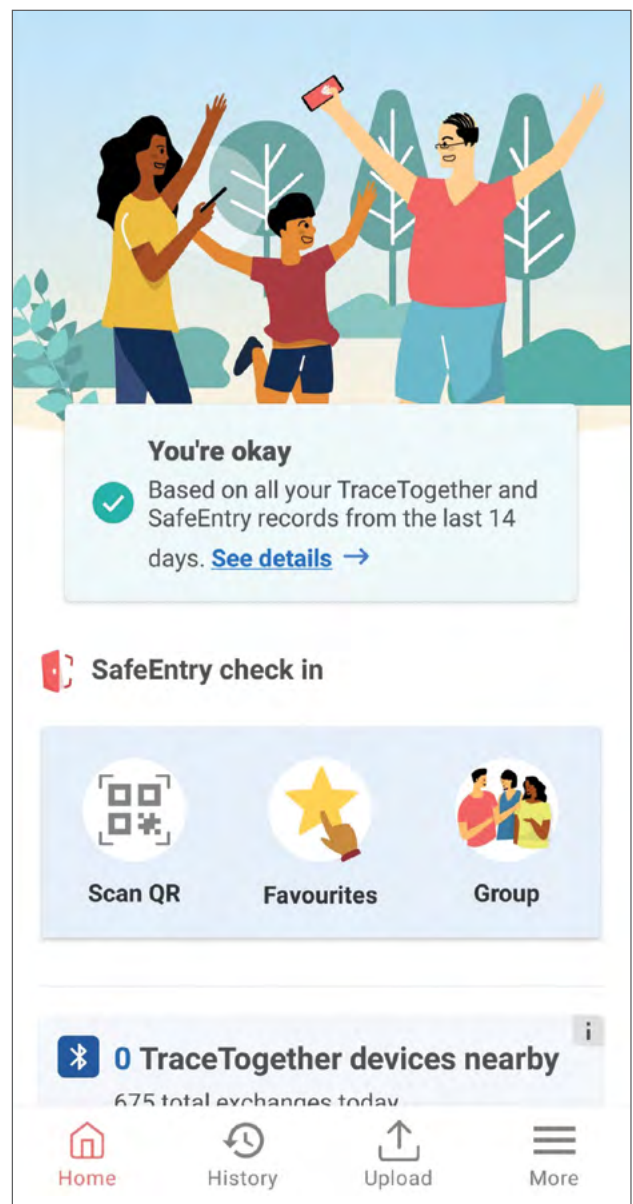 You're okay
Based on all your TraceTogether and
SafeEntry records from the last 14
days. See details →
SafeEntry check in
Scan QR
Favourites
Group
i
0 TraceTogether devices nearby
675 total exchanges today
Home
History
Upload
More